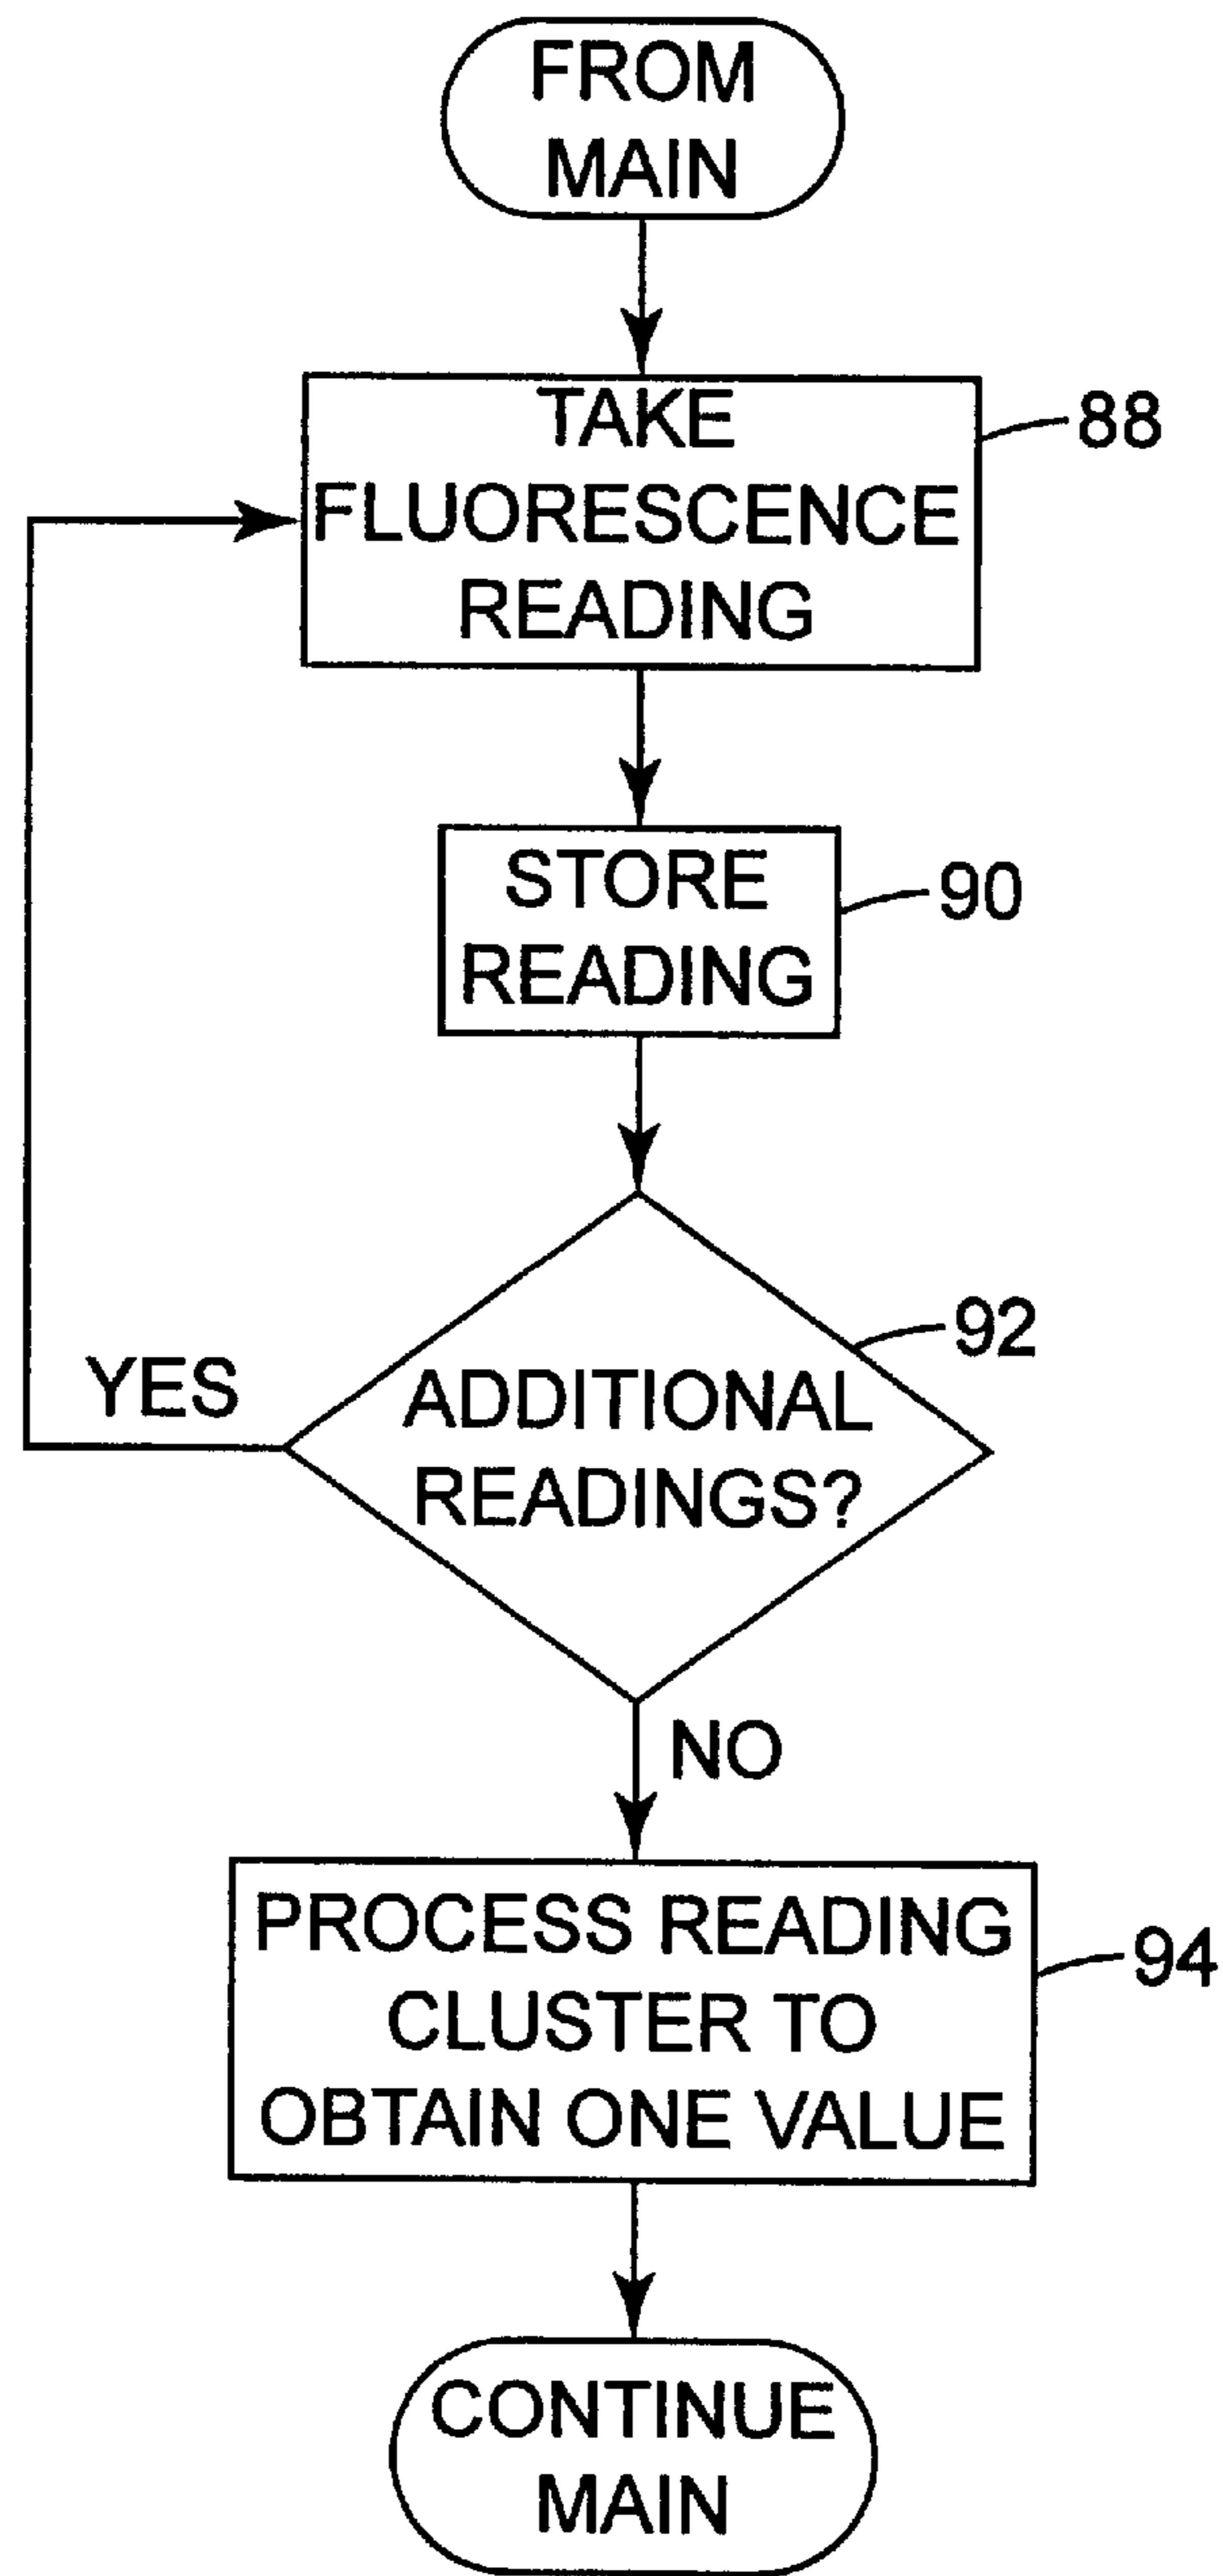 FROM
MAIN
TAKE
FLUORESCENCE
READING
88
STORE
READING
90
ADDITIONAL
READINGS?
92
YES
NO
PROCESS READING
CLUSTER TO
OBTAIN ONE VALUE
94
CONTINUE
MAIN